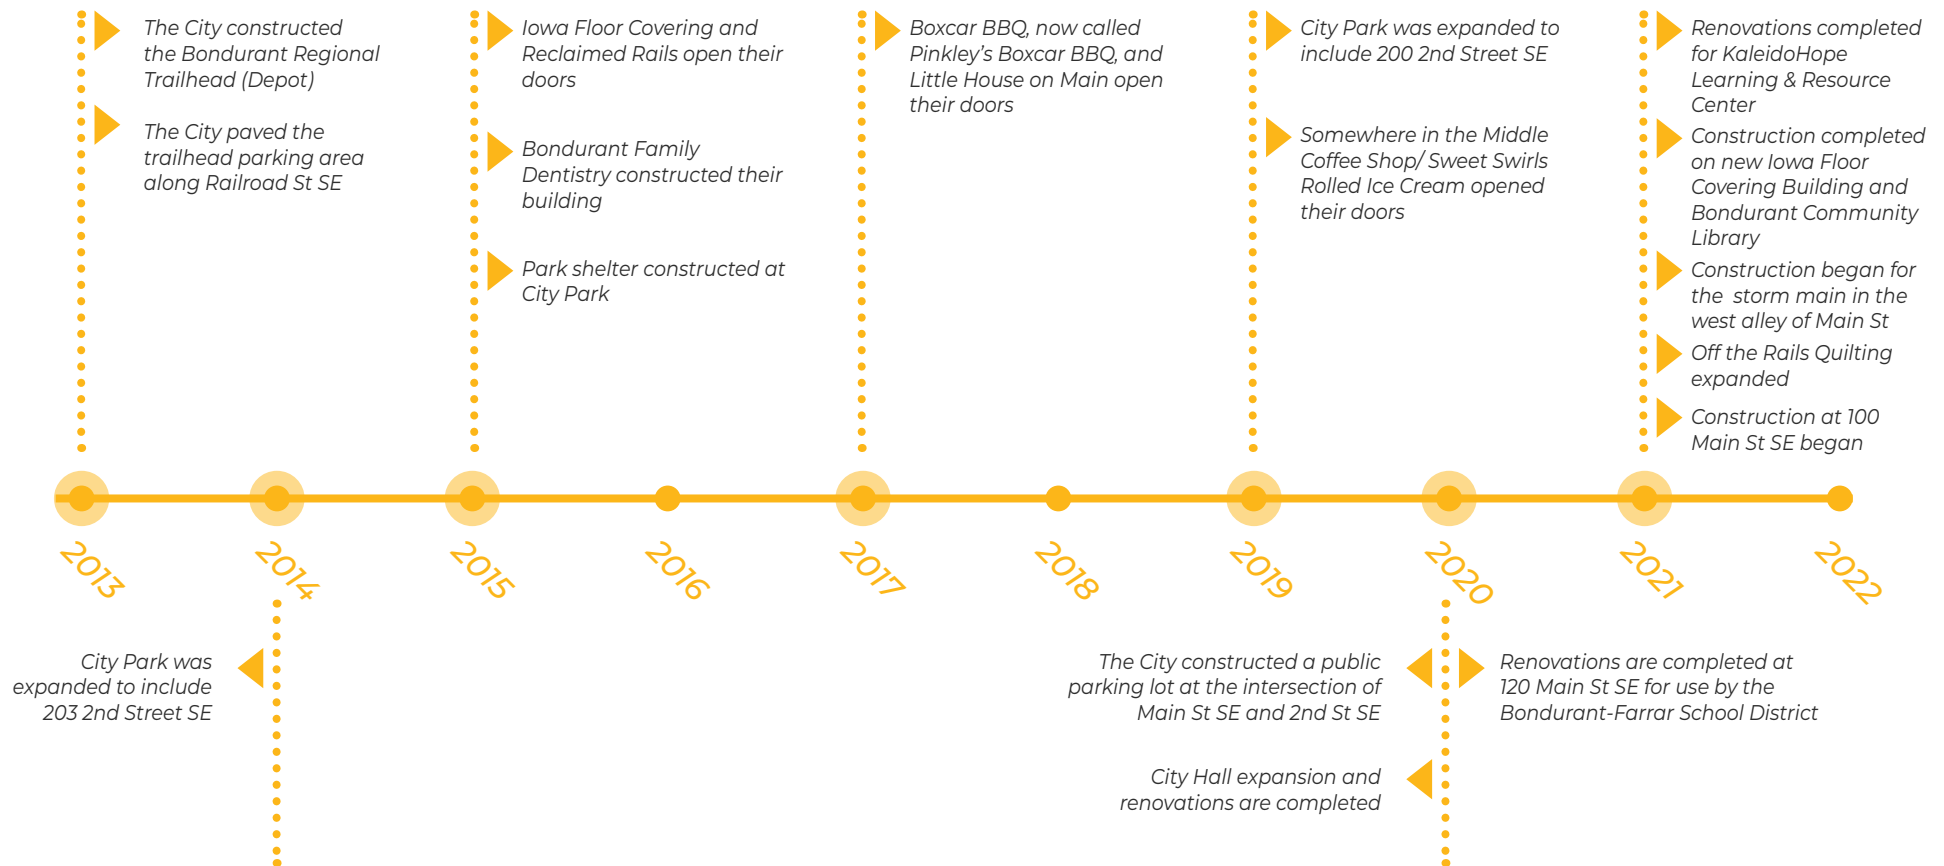 The City constructed
the Bondurant Regional
Trailhead (Depot)
The City paved the
trailhead parking area
along Railroad St SE
Iowa Floor Covering and
Reclaimed Rails open their
doors
Bondurant Family
Dentistry constructed their
building
Park shelter constructed at
City Park
Boxcar BBQ, now called
Pinkley's Boxcar BBQ, and
Little House on Main open
their doors
City Park was expanded to
include 200 2nd Street SE
Somewhere in the Middle
Coffee Shop/ Sweet Swirls
Rolled Ice Cream opened
their doors
Renovations completed
for KaleidoHope
Learning & Resource
Center
Construction completed
on new Iowa Floor
Covering Building and
Bondurant Community
Library
Construction began for
the  storm main in the
west alley of Main St
Off the Rails Quilting
expanded
Construction at 100
Main St SE began
2013
2014
2015
2016
2017
2018
2019
2020
2021
2022
City Park was
expanded to include
203 2nd Street SE
The City constructed a public
parking lot at the intersection of
Main St SE and 2nd St SE
City Hall expansion and
renovations are completed
Renovations are completed at
120 Main St SE for use by the
Bondurant-Farrar School District